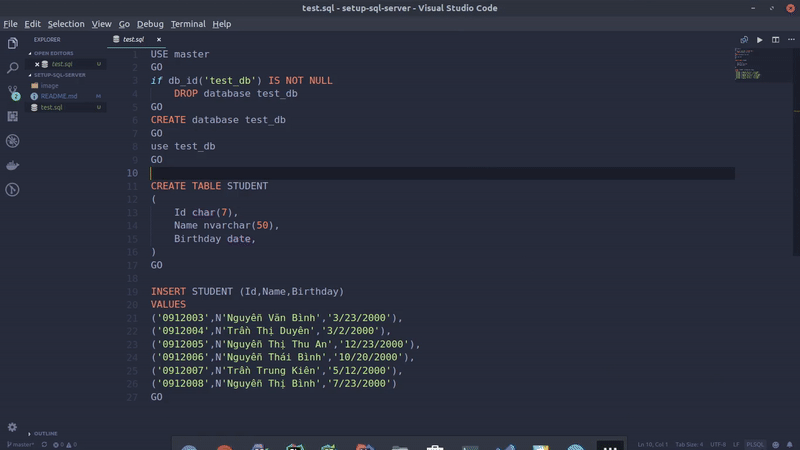 test.sql - setup-sql-server - Visual Studio Code
File Edit Selection View Go Debug Terminal Help
EXPLORER
OPEN EDITORS
test.sql U
SETUP-SQL-SERVER
image
README.md M
test.sql U
OUTLINE
test.sql
1 USE master
2 GO
3 if db_id('test_db') IS NOT NULL
4 DROP database test_db
5 GO
6 CREATE database test_db
7 GO
8 use test_db
9 GO
10
11 CREATE TABLE STUDENT
12 (
13 Id char(7),
14 Name nvarchar(50),
15 Birthday date,
16 )
17 GO
18
19 INSERT STUDENT (Id,Name,Birthday)
20 VALUES
21 ('0912003',N'Nguyễn Văn Bình','3/23/2000'),
22 ('0912004',N'Trần Thị Duyên','3/2/2000'),
23 ('0912005',N'Nguyễn Thị Thu An','12/23/2000'),
24 ('0912006',N'Nguyễn Thái Bình','10/20/2000'),
25 ('0912007',N'Trần Trung Kiên','5/12/2000'),
26 ('0912008',N'Nguyễn Thị Bình','7/23/2000')
27 GO
master* 0 0 Ln 10, Col 1 Tab Size: 4 UTF-8 LF PLSQL